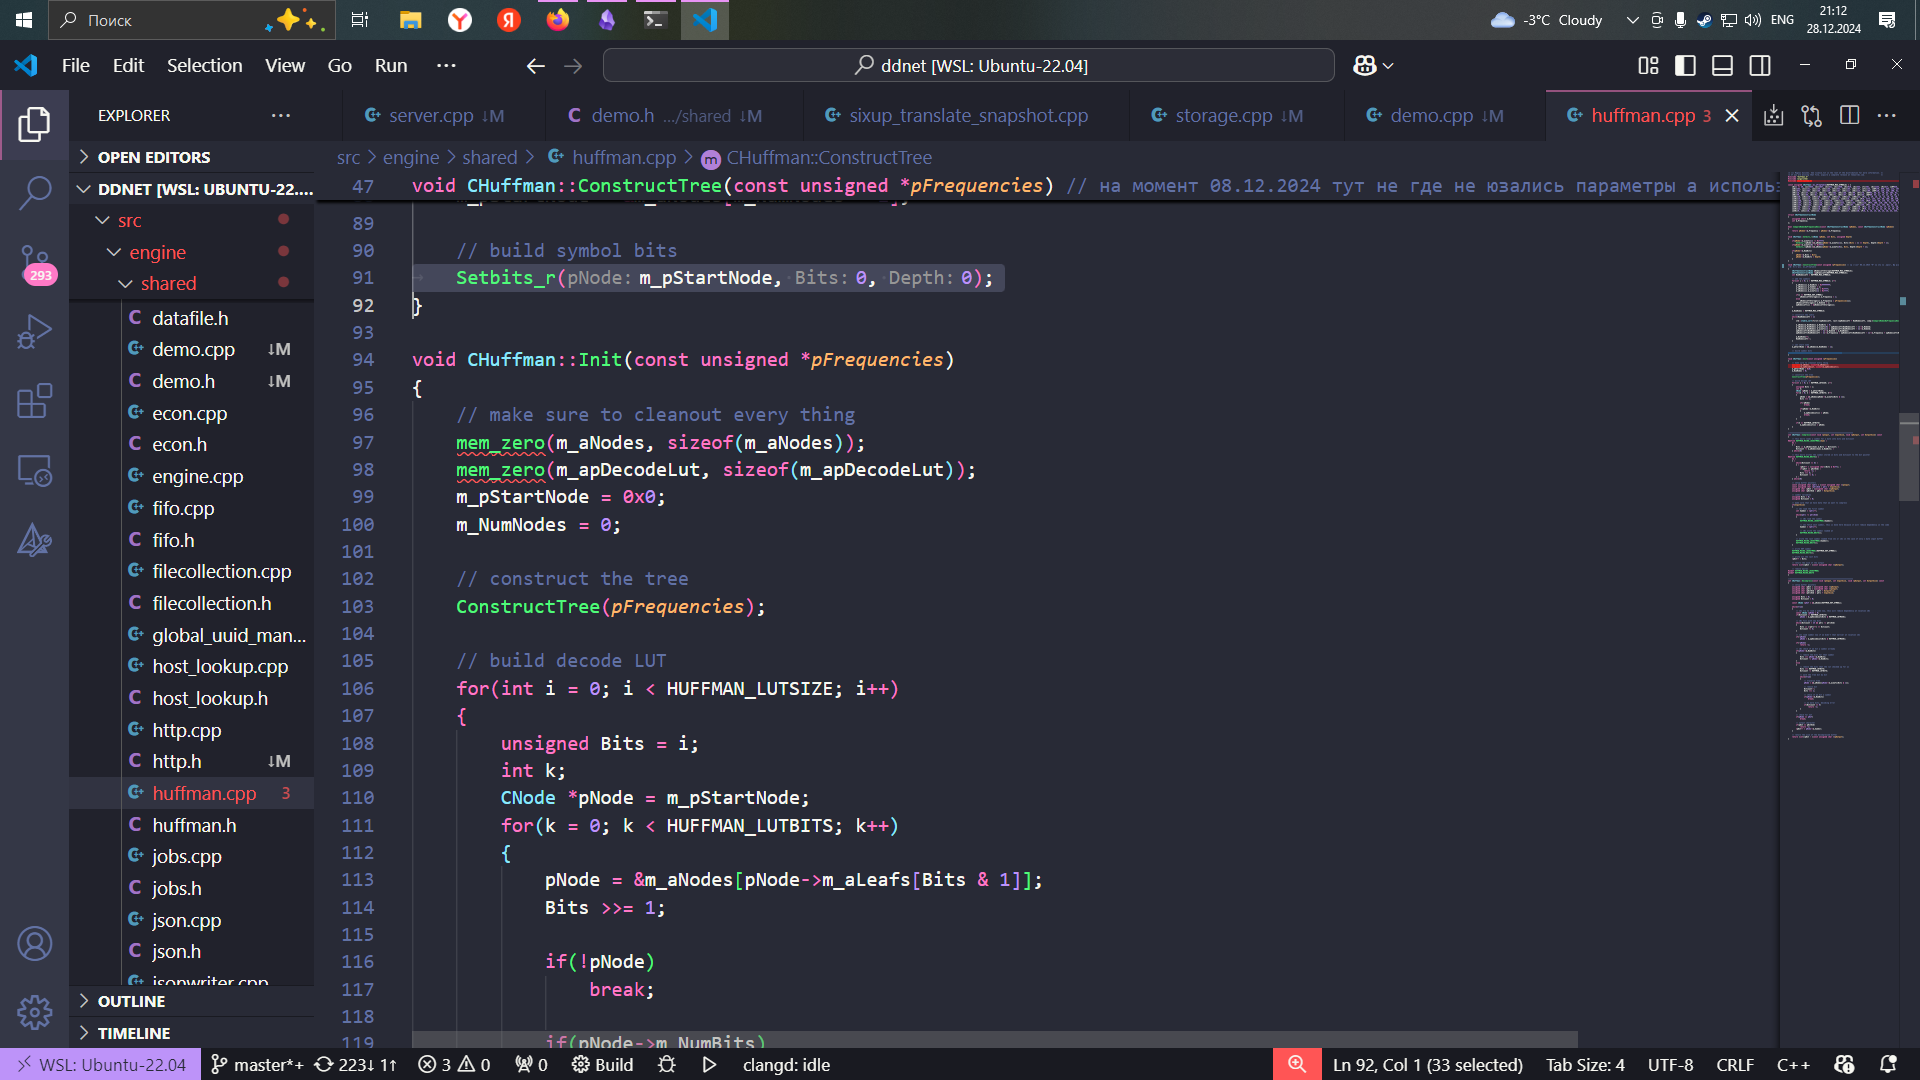 Поиск
-3°C Cloudy
ENG
21:12
28.12.2024
File Edit Selection View Go Run ···
ddnet [WSL: Ubuntu-22.04]
EXPLORER ···
server.cpp ↓M
demo.h .../shared ↓M
sixup_translate_snapshot.cpp
storage.cpp ↓M
demo.cpp ↓M
huffman.cpp 3
OPEN EDITORS
DDNET [WSL: UBUNTU-22....
src
engine
shared
datafile.h
demo.cpp ↓M
demo.h ↓M
econ.cpp
econ.h
engine.cpp
fifo.cpp
fifo.h
filecollection.cpp
filecollection.h
global_uuid_man...
host_lookup.cpp
host_lookup.h
http.cpp
http.h ↓M
huffman.cpp 3
huffman.h
jobs.cpp
jobs.h
json.cpp
json.h
jsonwriter.cpp
OUTLINE
TIMELINE
293
src > engine > shared > huffman.cpp > CHuffman::ConstructTree
47 void CHuffman::ConstructTree(const unsigned *pFrequencies) // на момент 08.12.2024 тут не где не юзались параметры а использ
89
90 // build symbol bits
91 Setbits_r(pNode: m_pStartNode, Bits: 0, Depth: 0);
92 }
93
94 void CHuffman::Init(const unsigned *pFrequencies)
95 {
96 // make sure to cleanout every thing
97 mem_zero(m_aNodes, sizeof(m_aNodes));
98 mem_zero(m_apDecodeLut, sizeof(m_apDecodeLut));
99 m_pStartNode = 0x0;
100 m_NumNodes = 0;
101
102 // construct the tree
103 ConstructTree(pFrequencies);
104
105 // build decode LUT
106 for(int i = 0; i < HUFFMAN_LUTSIZE; i++)
107 {
108 unsigned Bits = i;
109 int k;
110 CNode *pNode = m_pStartNode;
111 for(k = 0; k < HUFFMAN_LUTBITS; k++)
112 {
113 pNode = &m_aNodes[pNode->m_aLeafs[Bits & 1]];
114 Bits >>= 1;
115
116 if(!pNode)
117 break;
118
119 if(pNode->m_NumBits)
WSL: Ubuntu-22.04 master*+ 223↓ 1↑ 3 0 0 Build clangd: idle Ln 92, Col 1 (33 selected) Tab Size: 4 UTF-8 CRLF C++